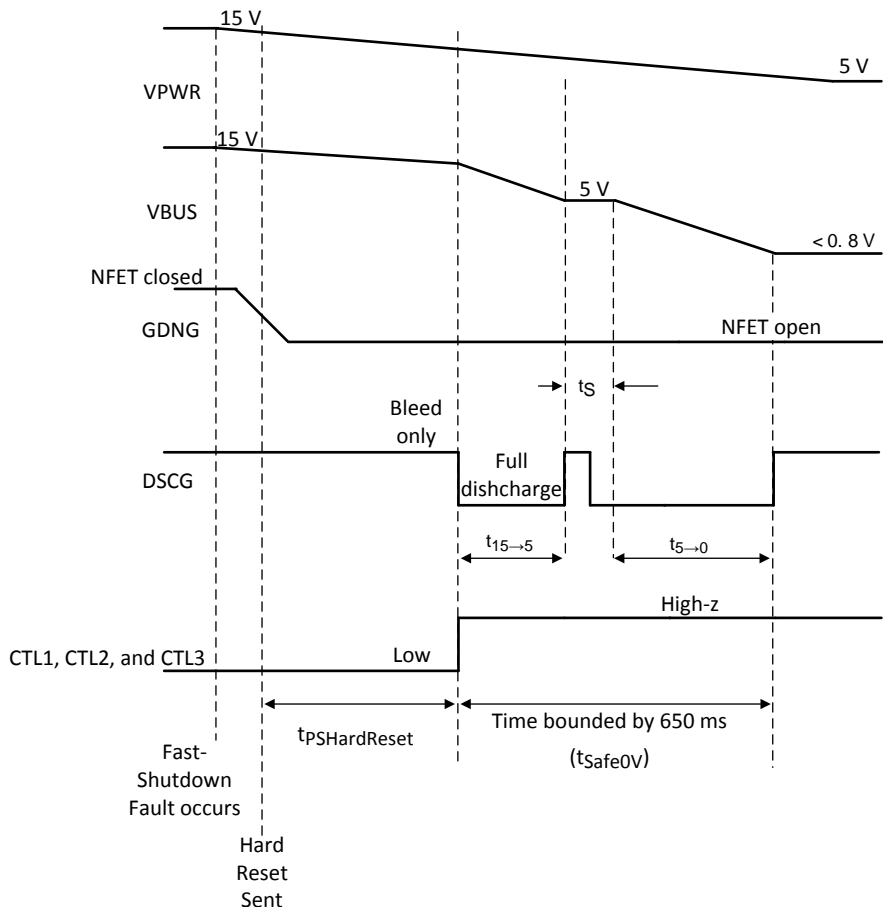 15 V
5 V
VPWR
15 V
5 V
VBUS
< 0. 8 V
NFET closed
GDNG
NFET open
tS
Bleed
only
Full
dishcharge
DSCG
t15→5
t5→0
High-z
CTL1, CTL2, and CTL3
Low
tPSHardReset
Time bounded by 650 ms
(tSafe0V)
Fast-
Shutdown
Fault occurs
Hard
Reset
Sent